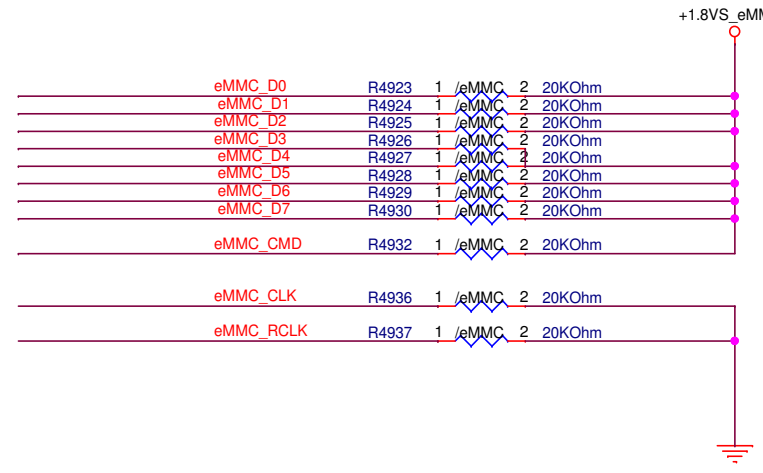 +1.8VS_eMM
eMMC_D0 R4923 1 /eMMC 2 20KOhm
eMMC_D1 R4924 1 /eMMC 2 20KOhm
eMMC_D2 R4925 1 /eMMC 2 20KOhm
eMMC_D3 R4926 1 /eMMC 2 20KOhm
eMMC_D4 R4927 1 /eMMC 2 20KOhm
eMMC_D5 R4928 1 /eMMC 2 20KOhm
eMMC_D6 R4929 1 /eMMC 2 20KOhm
eMMC_D7 R4930 1 /eMMC 2 20KOhm
eMMC_CMD R4932 1 /eMMC 2 20KOhm
eMMC_CLK R4936 1 /eMMC 2 20KOhm
eMMC_RCLK R4937 1 /eMMC 2 20KOhm